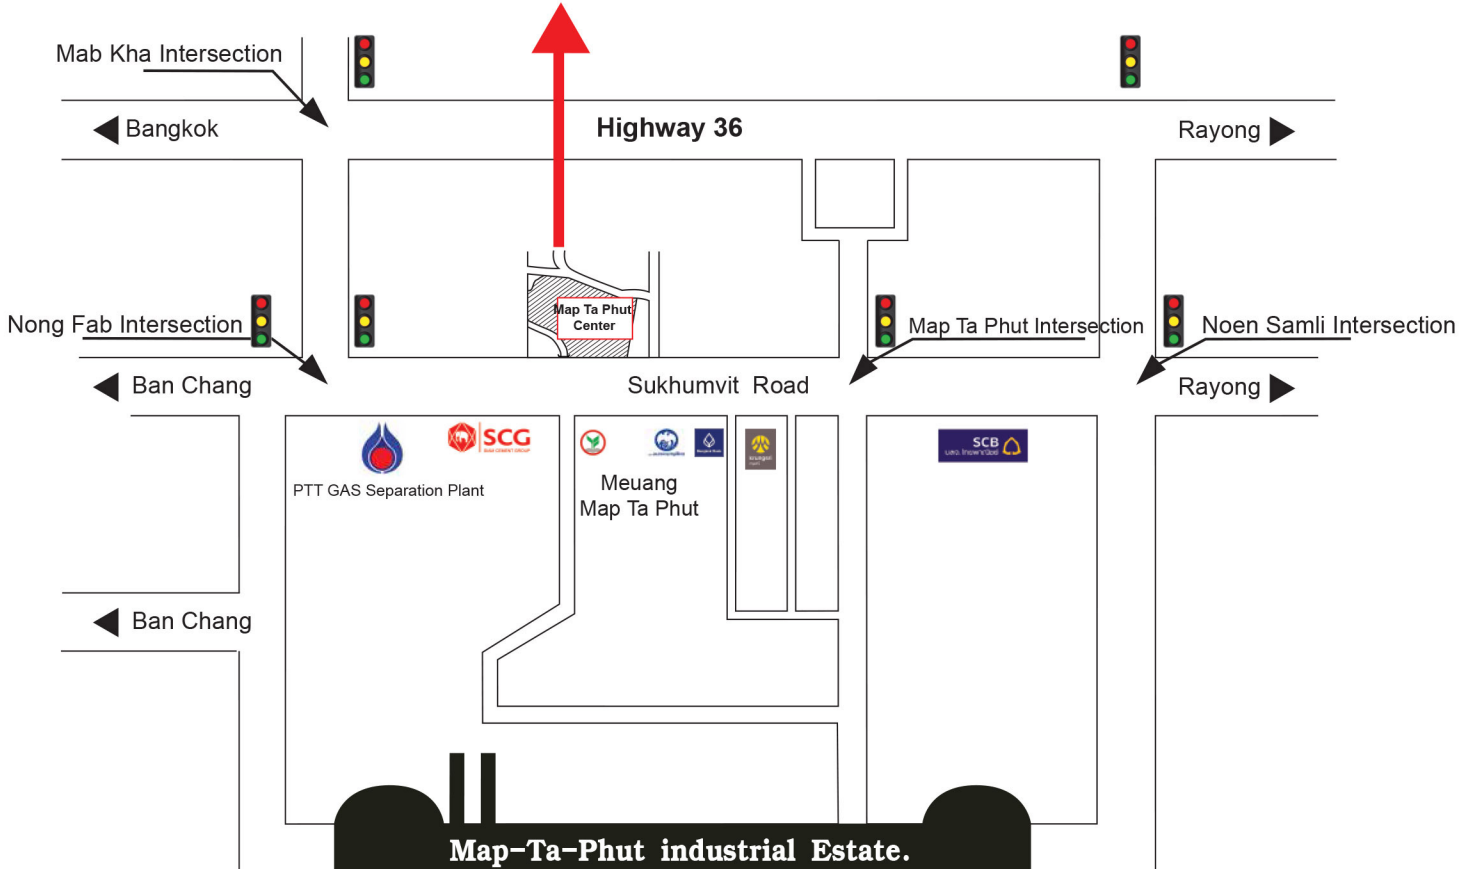 Mab Kha Intersection
Bangkok
Highway 36
Rayong
Map Ta Phut
Center
Nong Fab Intersection
Map Ta Phut Intersection
Noen Samli Intersection
Ban Chang
Sukhumvit Road
Rayong
SCG
PTT GAS Separation Plant
Meuang
Map Ta Phut
SCB
Ban Chang
Map-Ta-Phut industrial Estate.